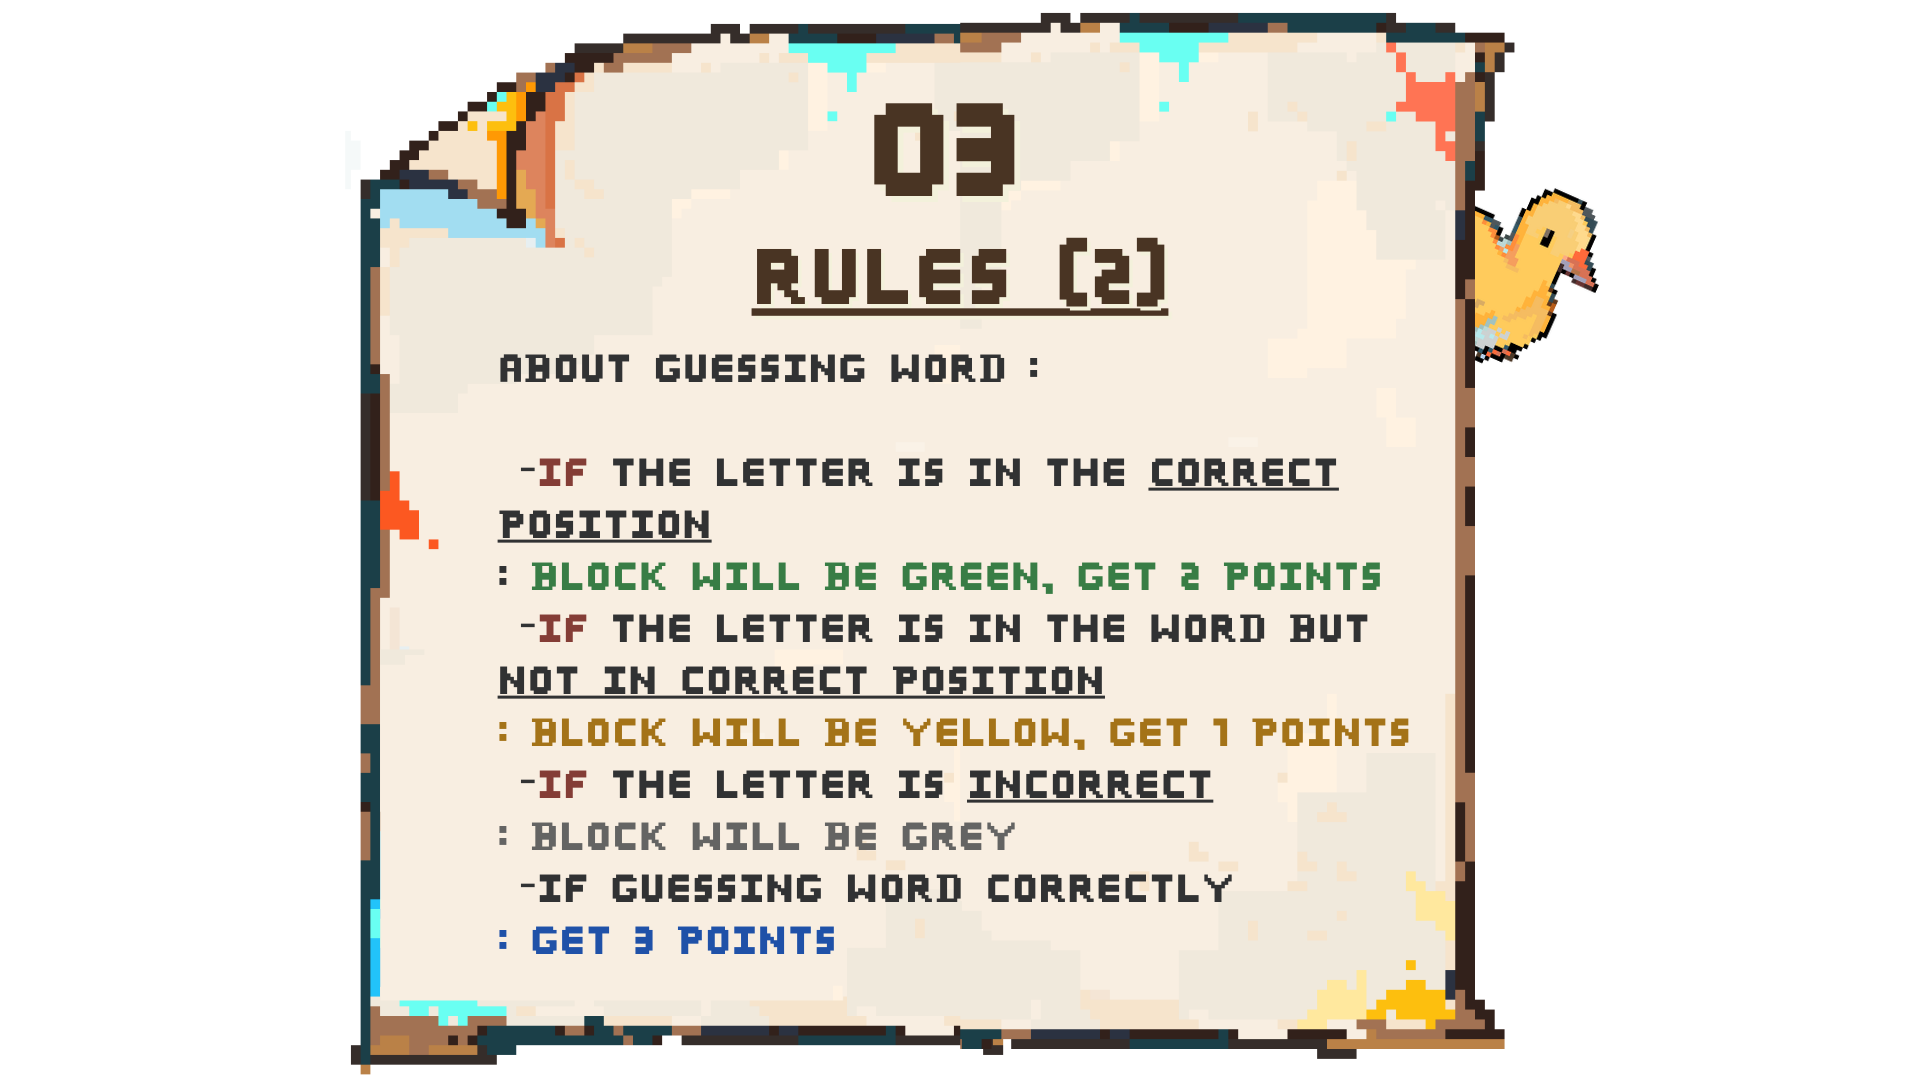 03
RULES (2)
ABOUT GUESSING WORD :
-IF THE LETTER IS IN THE CORRECT
POSITION
: BLOCK WILL BE GREEN, GET 2 POINTS
-IF THE LETTER IS IN THE WORD BUT
NOT IN CORRECT POSITION
: BLOCK WILL BE YELLOW, GET 1 POINTS
-IF THE LETTER IS INCORRECT
: BLOCK WILL BE GREY
-IF GUESSING WORD CORRECTLY
: GET 3 POINTS